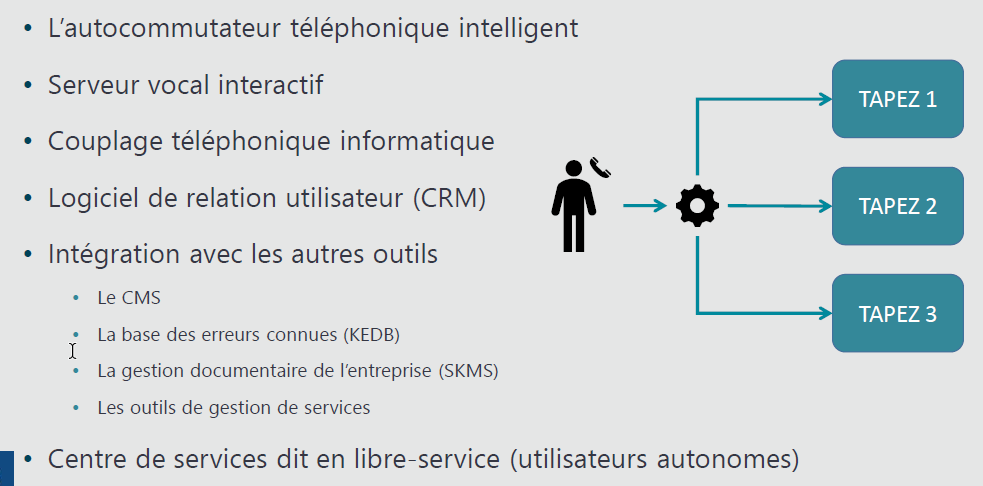 • L’autocommutateur téléphonique intelligent
• Serveur vocal interactif
• Couplage téléphonique informatique
• Logiciel de relation utilisateur (CRM)
• Intégration avec les autres outils
• Le CMS
• La base des erreurs connues (KEDB)
• La gestion documentaire de l’entreprise (SKMS)
• Les outils de gestion de services
• Centre de services dit en libre-service (utilisateurs autonomes)
TAPEZ 1
TAPEZ 2
TAPEZ 3